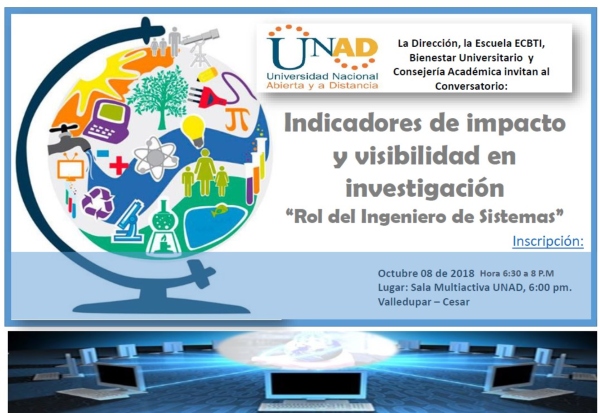 UNAD
Universidad Nacional
Abierta y a Distancia
La Dirección, la Escuela ECBTI,
Bienestar Universitario y
Consejería Académica invitan al
Conversatorio:
Indicadores de impacto
y visibilidad en
investigación
“Rol del Ingeniero de Sistemas”
Inscripción:
Octubre 08 de 2018 Hora 6:30 a 8 P.M
Lugar: Sala Multiactiva UNAD, 6:00 pm.
Valledupar – Cesar
π